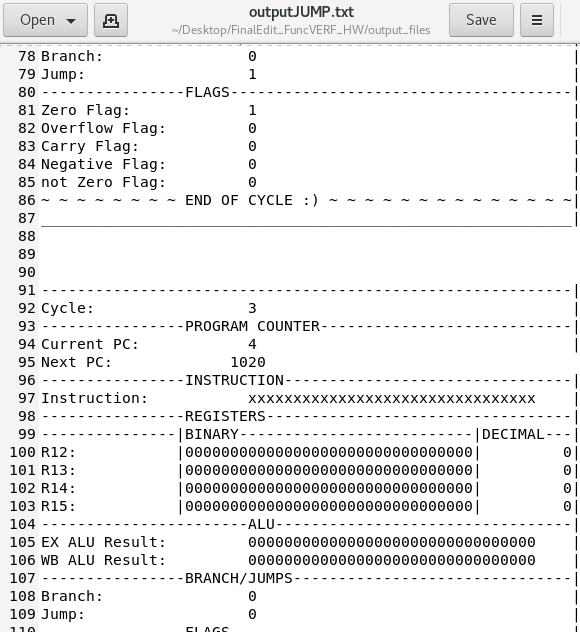 Open
outputJUMP.txt
~/Desktop/FinalEdit_FuncVERF_HW/output_files
Save
78 Branch: 0 |
79 Jump: 1 |
80 ----------------FLAGS--------------------------------------|
81 Zero Flag: 1 |
82 Overflow Flag: 0 |
83 Carry Flag: 0 |
84 Negative Flag: 0 |
85 not Zero Flag: 0 |
86 ~ ~ ~ ~ ~ ~ ~ ~ END OF CYCLE :) ~ ~ ~ ~ ~ ~ ~ ~ ~ ~ ~ ~ ~ ~|
87 ___________________________________________________________|
88
89
90
91 -----------------------------------------------------------|
92 Cycle: 3 |
93 ----------------PROGRAM COUNTER----------------------------|
94 Current PC: 4 |
95 Next PC: 1020
96 ----------------INSTRUCTION--------------------------------|
97 Instruction: xxxxxxxxxxxxxxxxxxxxxxxxxxxxxxxx |
98 ----------------REGISTERS----------------------------------|
99 ---------------|BINARY--------------------------|DECIMAL---|
100 R12: |00000000000000000000000000000000| 0|
101 R13: |00000000000000000000000000000000| 0|
102 R14: |00000000000000000000000000000000| 0|
103 R15: |00000000000000000000000000000000| 0|
104 -----------------------ALU---------------------------------|
105 EX ALU Result: 00000000000000000000000000000000 |
106 WB ALU Result: 00000000000000000000000000000000 |
107 ----------------BRANCH/JUMPS-------------------------------|
108 Branch: 0 |
109 Jump: 0 |
110 ----------------FLAGS--------------------------------------|